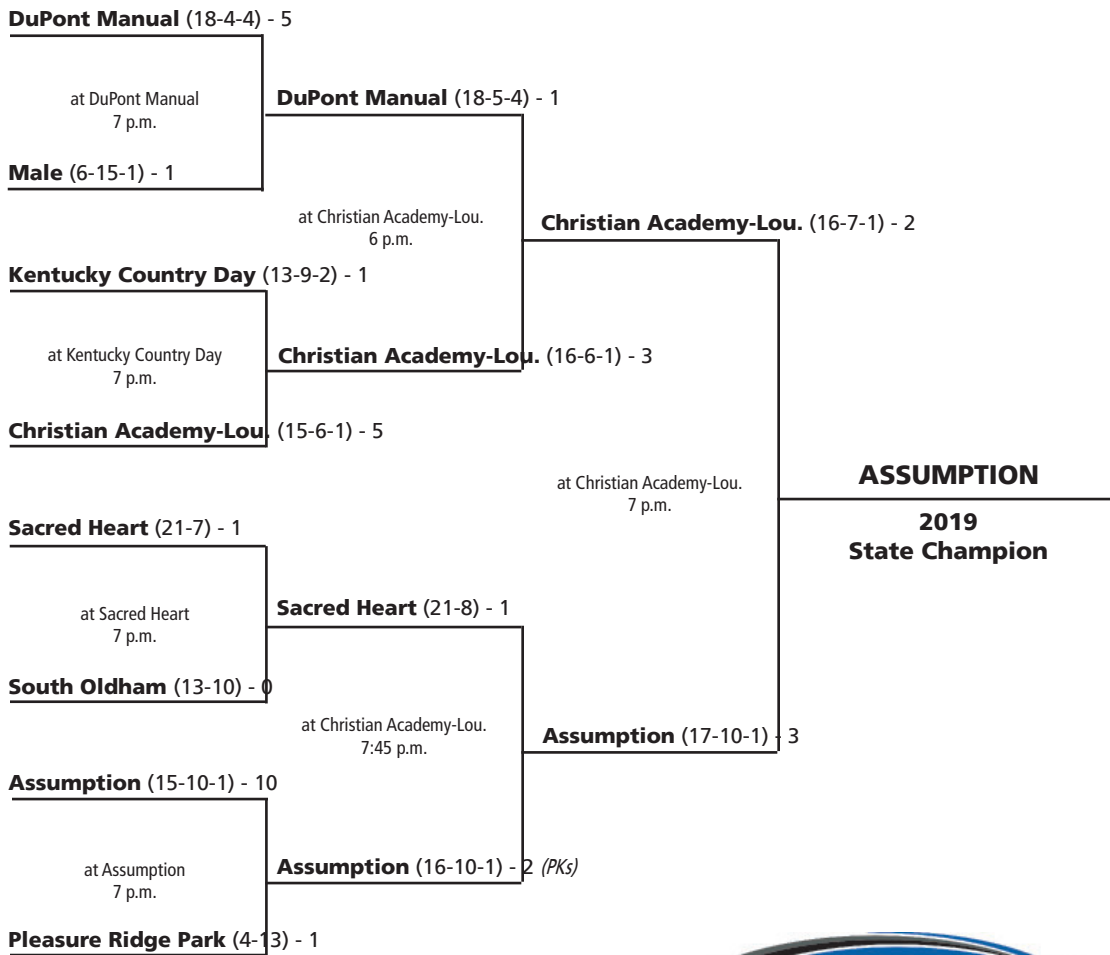 DuPont Manual (18-4-4) - 5
at DuPont Manual
7 p.m.
Male (6-15-1) - 1
DuPont Manual (18-5-4) - 1
at Christian Academy-Lou.
6 p.m.
Kentucky Country Day (13-9-2) - 1
at Kentucky Country Day
7 p.m.
Christian Academy-Lou. (15-6-1) - 5
Christian Academy-Lou. (16-6-1) - 3
Christian Academy-Lou. (16-7-1) - 2
at Christian Academy-Lou.
7 p.m.
ASSUMPTION
2019
State Champion
Sacred Heart (21-7) - 1
at Sacred Heart
7 p.m.
South Oldham (13-10) - 0
Sacred Heart (21-8) - 1
at Christian Academy-Lou.
7:45 p.m.
Assumption (17-10-1) - 3
Assumption (15-10-1) - 10
at Assumption
7 p.m.
Pleasure Ridge Park (4-13) - 1
Assumption (16-10-1) - 2 (PKs)